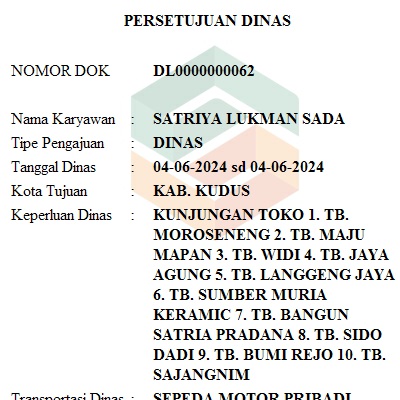 PERSETUJUAN DINAS
NOMOR DOK DL0000000062
Nama Karyawan : SATRIYA LUKMAN SADA
Tipe Pengajuan : DINAS
Tanggal Dinas : 04-06-2024 sd 04-06-2024
Kota Tujuan : KAB. KUDUS
Keperluan Dinas : KUNJUNGAN TOKO 1. TB.
MOROSENENG 2. TB. MAJU
MAPAN 3. TB. WIDI 4. TB. JAYA
AGUNG 5. TB. LANGGENG JAYA
6. TB. SUMBER MURIA
KERAMIC 7. TB. BANGUN
SATRIA PRADANA 8. TB. SIDO
DADI 9. TB. BUMI REJO 10. TB.
SAJANGNIM
Transportasi Dinas : SEPEDA MOTOR PRIBADI